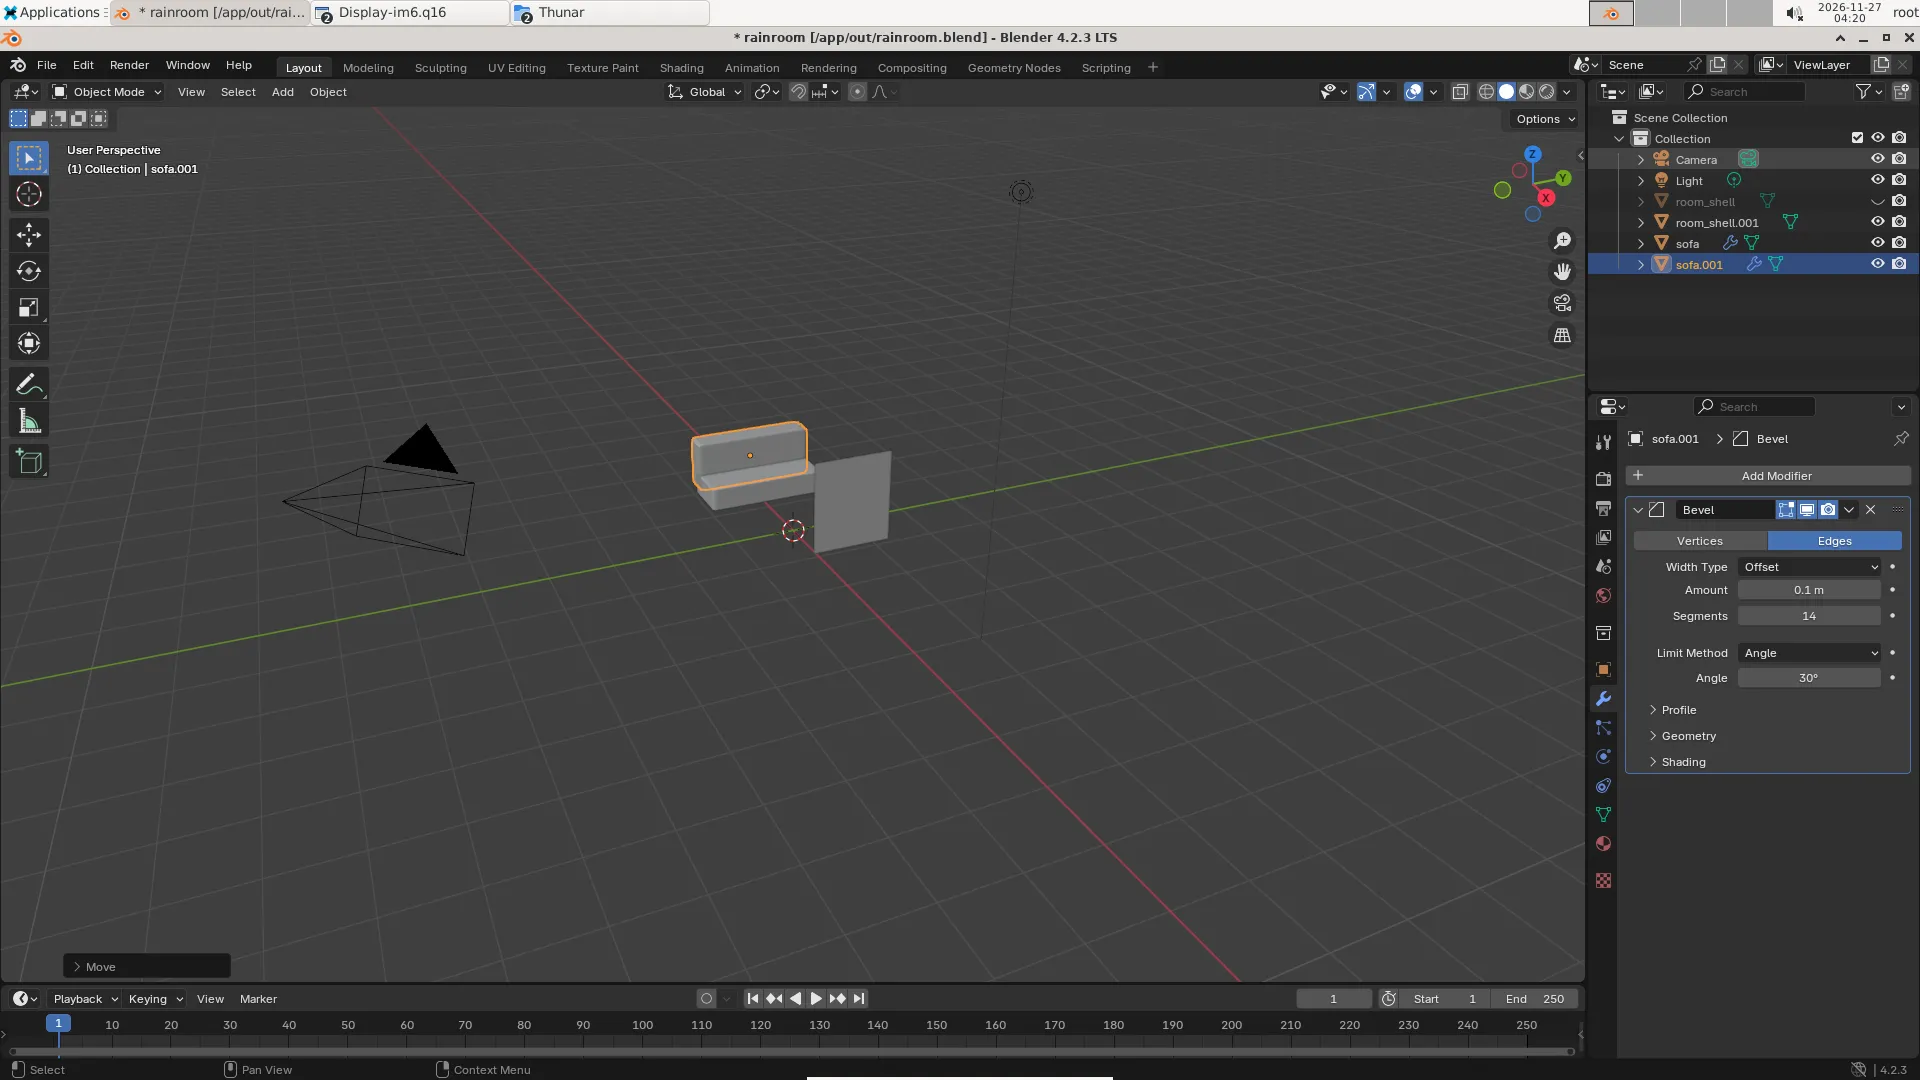 Applications
* rainroom [/app/out/rai...
Display-im6.q16
2
Thunar
2
2026-11-27
04:20
root
* rainroom [/app/out/rainroom.blend] - Blender 4.2.3 LTS
File
Edit
Render
Window
Help
Layout
Modeling
Sculpting
UV Editing
Texture Paint
Shading
Animation
Rendering
Compositing
Geometry Nodes
Scripting
Scene
ViewLayer
Object Mode
View
Select
Add
Object
Global
Search
Options
User Perspective
(1) Collection | sofa.001
Z
Y
X
Scene Collection
Collection
Camera
Light
room_shell
room_shell.001
sofa
sofa.001
Search
sofa.001
Bevel
Add Modifier
Bevel
Vertices
Edges
Width Type
Offset
Amount
0.1 m
Segments
14
Limit Method
Angle
Angle
30°
Profile
Geometry
Shading
Move
Playback
Keying
View
Marker
1
Start
1
End
250
1
10
20
30
40
50
60
70
80
90
100
110
120
130
140
150
160
170
180
190
200
210
220
230
240
250
Select
Pan View
Context Menu
4.2.3